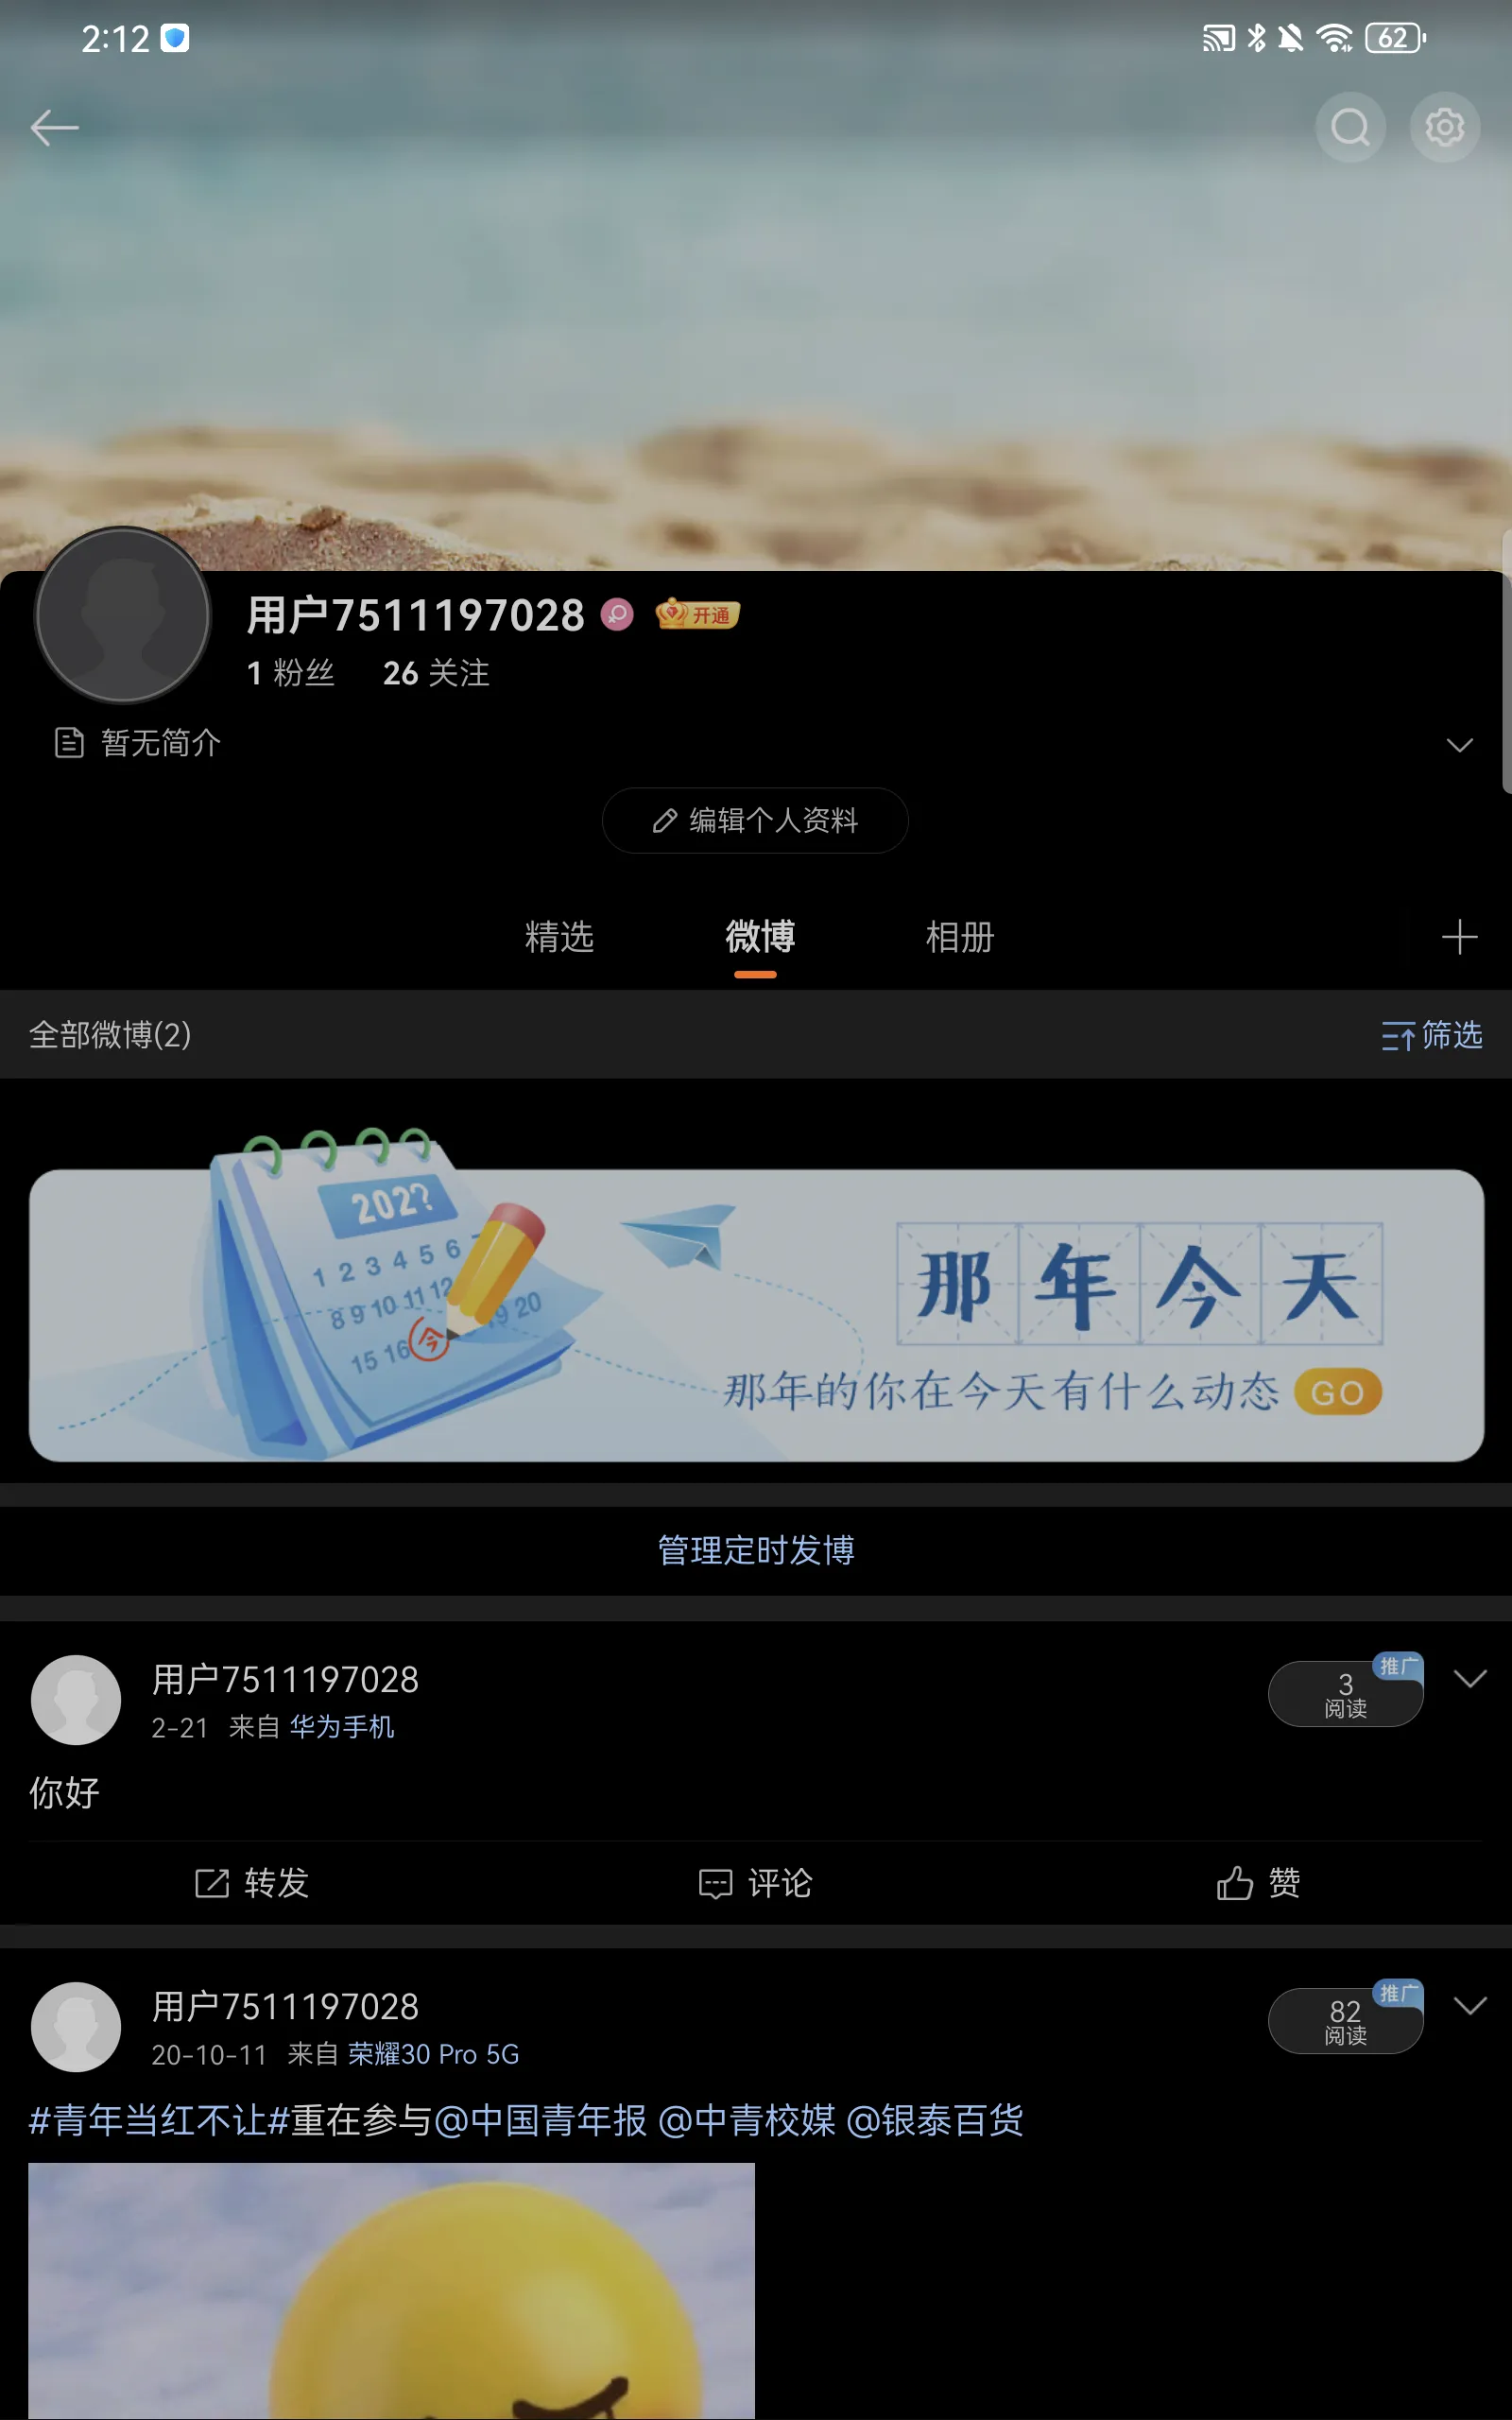 2:12
62
用户7511197028 开通
1 粉丝 26 关注
暂无简介
编辑个人资料
精选 微博 相册
全部微博(2) 筛选
202?
1 2 3 4 5 6
8 9 10 11 12 19 20
15 16 今
那年今天
那年的你在今天有什么动态 GO
管理定时发博
用户7511197028
2-21 来自 华为手机
推广
3
阅读
你好
转发 评论 赞
用户7511197028
20-10-11 来自 荣耀30 Pro 5G
推广
82
阅读
#青年当红不让#重在参与@中国青年报 @中青校媒 @银泰百货